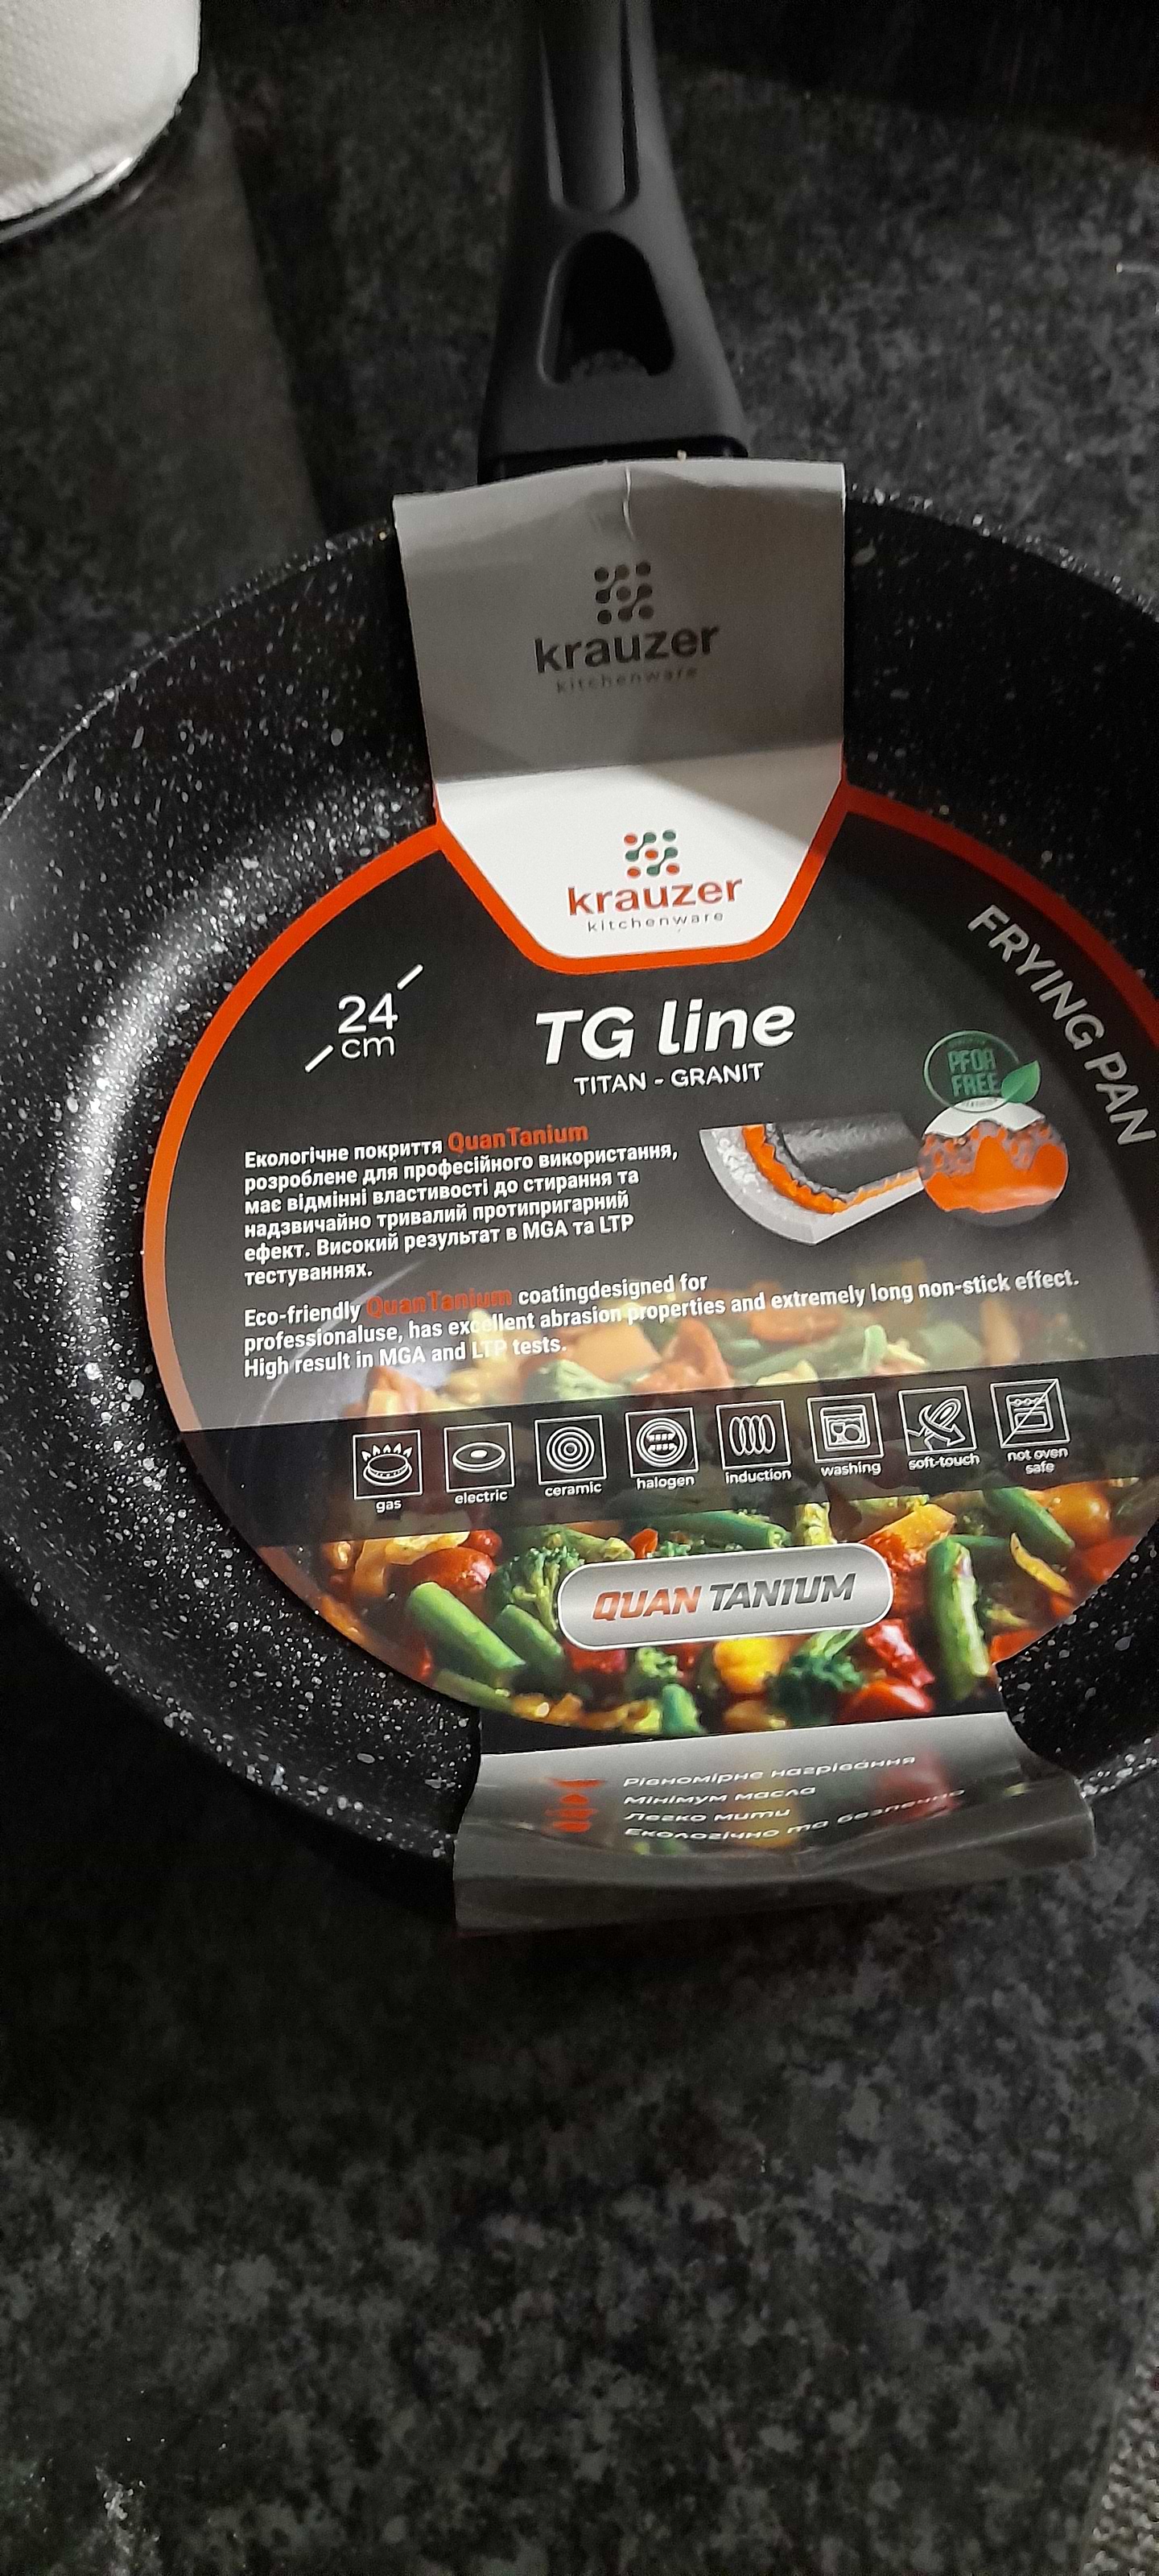 krauzer
kitchenware
krauzer
kitchenware
FRYING PAN
24
cm
TG line
TITAN - GRANIT
PFOA
FREE
Екологічне покриття QuanTanium
розроблене для професійного використання,
має відмінні властивості до стирання та
надзвичайно тривалий протипригарний
ефект. Високий результат в MGA та LTP
тестуваннях.
Eco-friendly QuanTanium coatingdesigned for
professionaluse, has excellent abrasion properties and extremely long non-stick effect.
High result in MGA and LTP tests.
gas
electric
ceramic
halogen
induction
washing
soft-touch
not oven
safe
QUANTANIUM
Рівномірне нагрівання
Мінімум масла
Легко мити
Екологічно та безпечно